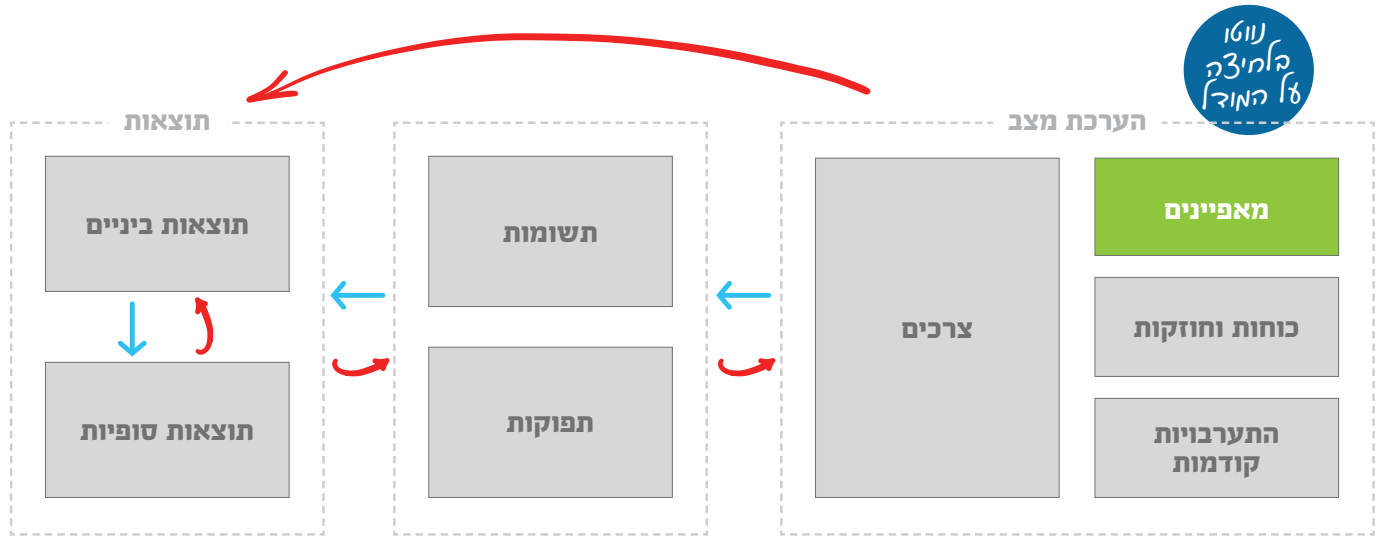 נווטו
בלחיצה
על המודל
הערכת מצב
מאפיינים
צרכים
כוחות וחוזקות
התערבויות
קודמות
תשומות
תפוקות
תוצאות
תוצאות ביניים
תוצאות סופיות